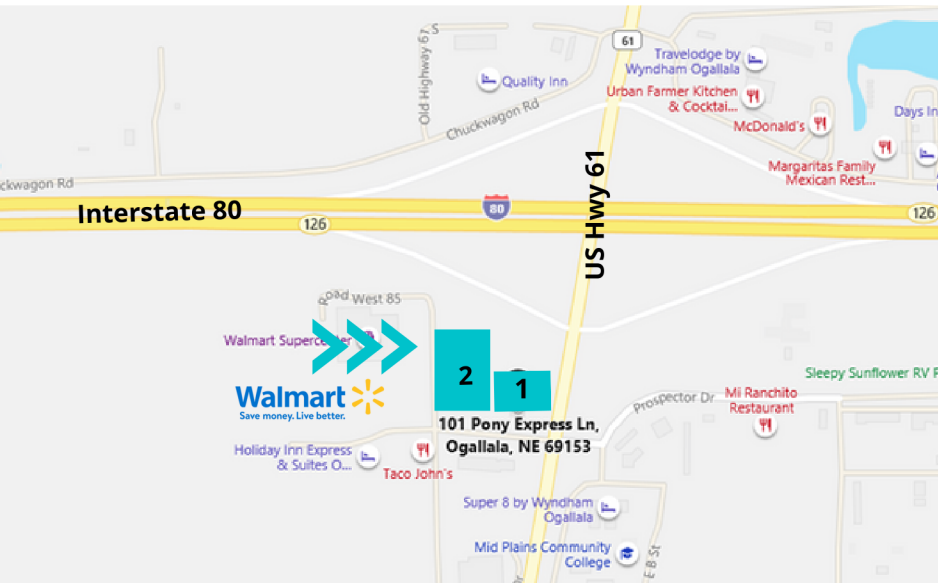 Old Highway 61 S
61
Travelodge by
Wyndham Ogallala
Quality Inn
Urban Farmer Kitchen
& Cocktai...
Chuckwagon Rd
McDonald's
Days In
Margaritas Family
Mexican Rest...
ckwagon Rd
Interstate 80
80
126
US Hwy 61
126
Road West 85
Walmart Superce er
Walmart
Save money. Live better.
2
1
101 Pony Express Ln,
Ogallala, NE 69153
Sleepy Sunflower RV P
Prospector Dr
Mi Ranchito
Restaurant
Holiday Inn Express
& Suites O...
Taco John's
Super 8 by Wyndham
Ogallala
Mid Plains Community
College
E B St